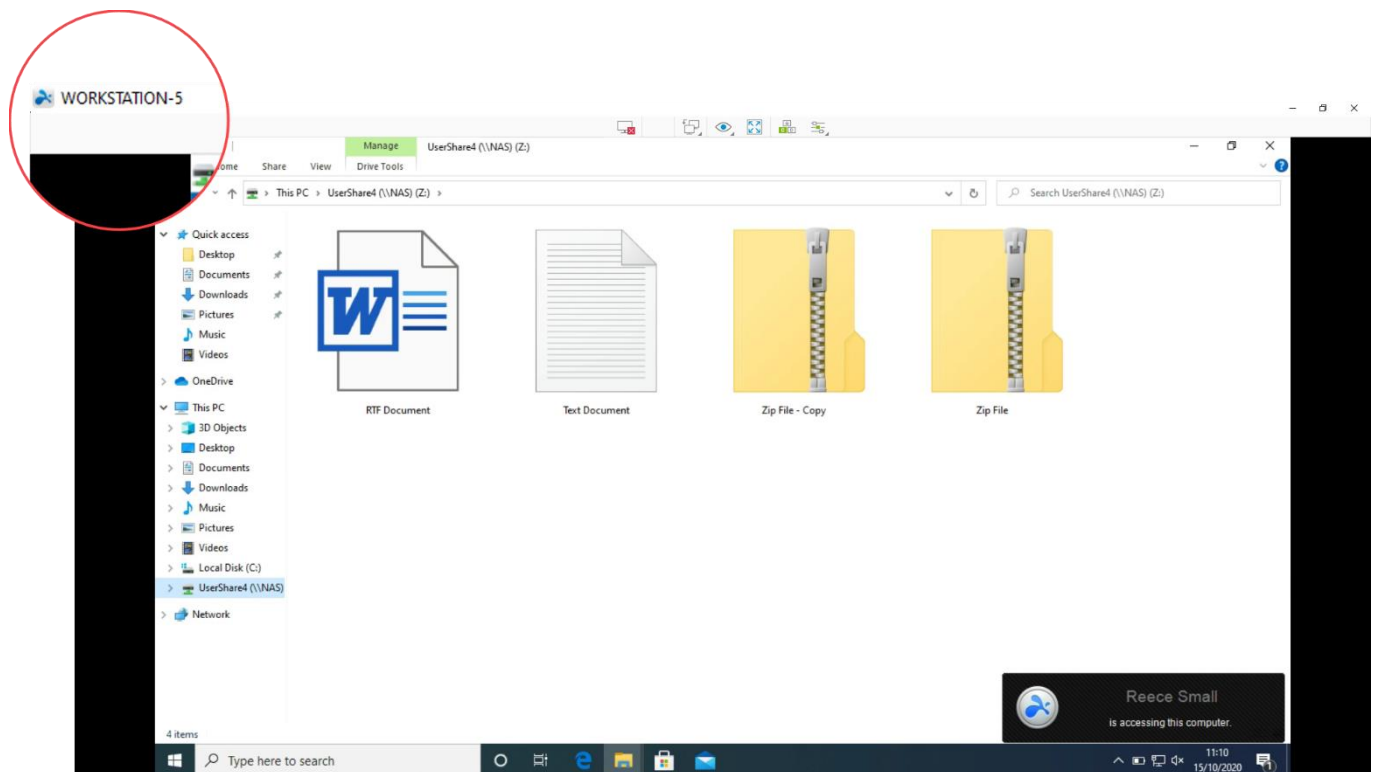 WORKSTATION-5
Manage
UserShare4 (\\NAS) (Z:)
ome Share View Drive Tools
This PC › UserShare4 (\\NAS) (Z:) ›
Search UserShare4 (\\NAS) (Z:)
Quick access
Desktop
Documents
Downloads
Pictures
Music
Videos
OneDrive
This PC
3D Objects
Desktop
Documents
Downloads
Music
Pictures
Videos
Local Disk (C:)
UserShare4 (\\NAS)
Network
RTF Document
Text Document
Zip File - Copy
Zip File
Reece Small
is accessing this computer.
4 items
Type here to search
11:10
15/10/2020